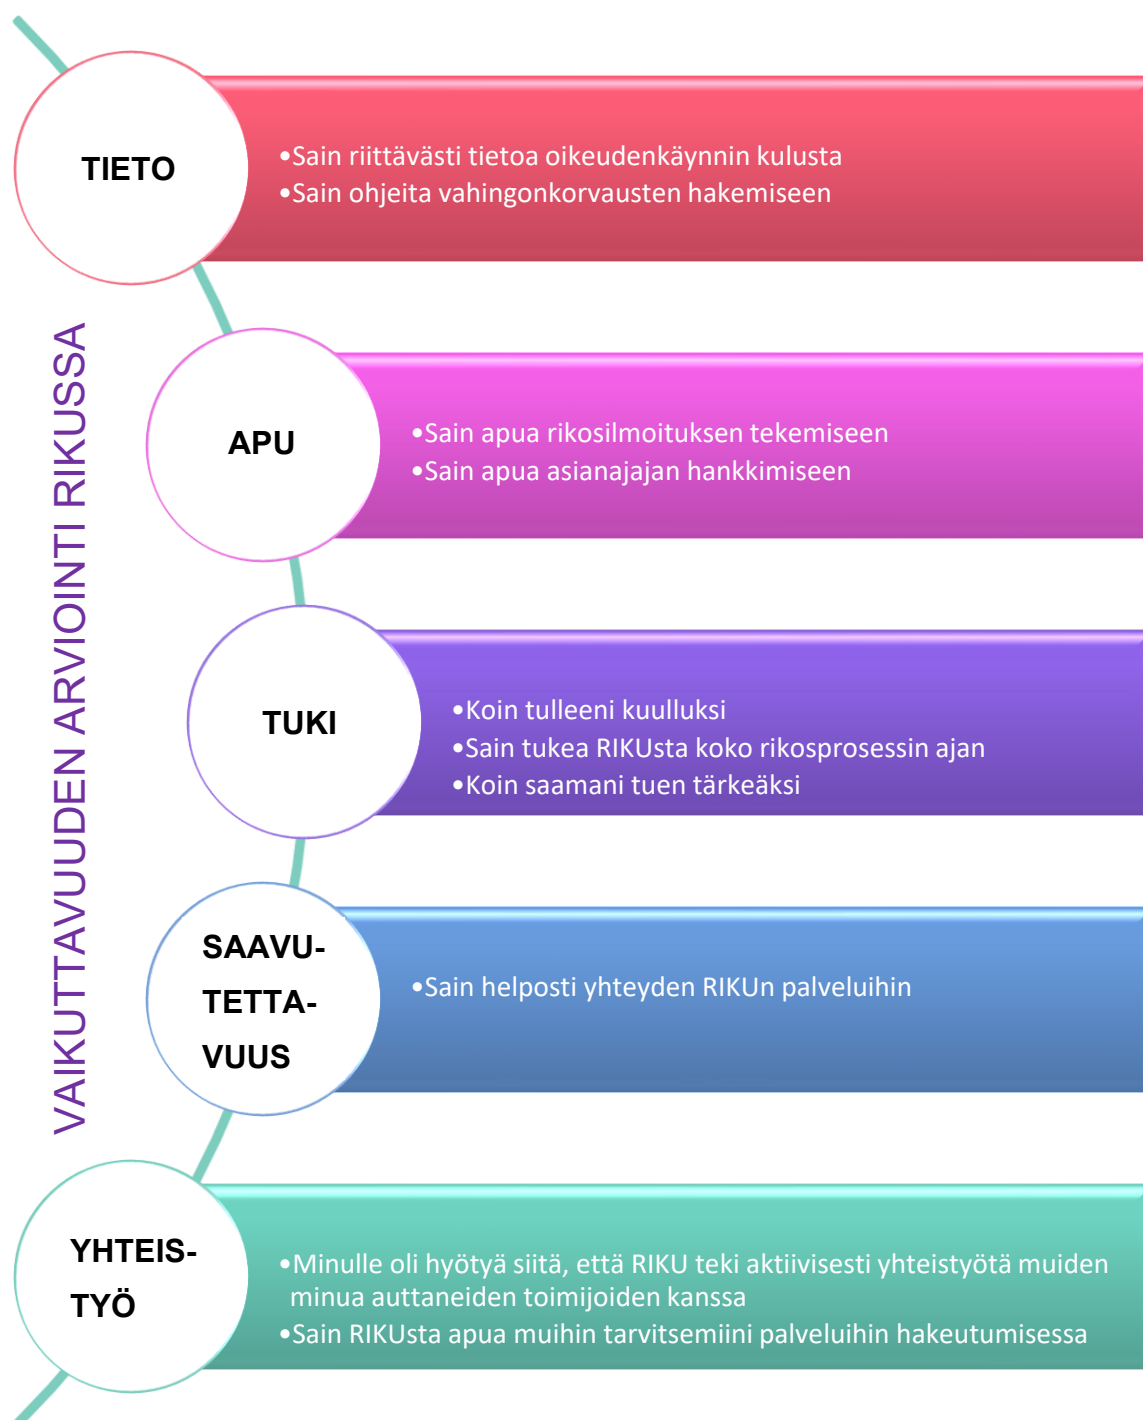 VAIKUTTAVUUDEN ARVIOINTI RIKUSSA
TIETO
•Sain riittävästi tietoa oikeudenkäynnin kulusta
•Sain ohjeita vahingonkorvausten hakemiseen
APU
•Sain apua rikosilmoituksen tekemiseen
•Sain apua asianajajan hankkimiseen
TUKI
•Koin tulleeni kuulluksi
•Sain tukea RIKUsta koko rikosprosessin ajan
•Koin saamani tuen tärkeäksi
SAAVU-
TETTA-
VUUS
•Sain helposti yhteyden RIKUn palveluihin
YHTEIS-
TYÖ
•Minulle oli hyötyä siitä, että RIKU teki aktiivisesti yhteistyötä muiden
minua auttaneiden toimijoiden kanssa
•Sain RIKUsta apua muihin tarvitsemiini palveluihin hakeutumisessa